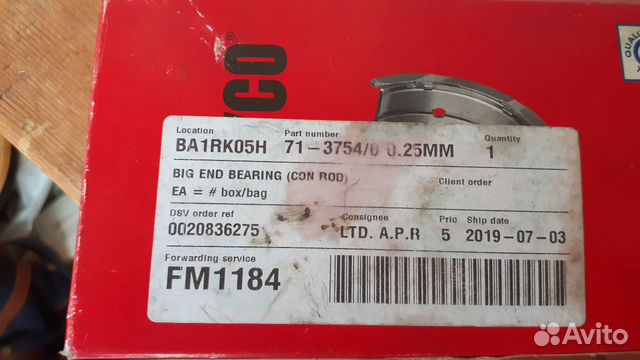 CO
QUAL
Location Part number Quantity
BA1RK05H 71-3754/6 0.25MM 1
BIG END BEARING (CON ROD) Client order
EA = # box/bag
DSV order ref Consignee Prio Ship date
0020836275 LTD. A.P.R 5 2019-07-03
Forwarding service
FM1184
Avito